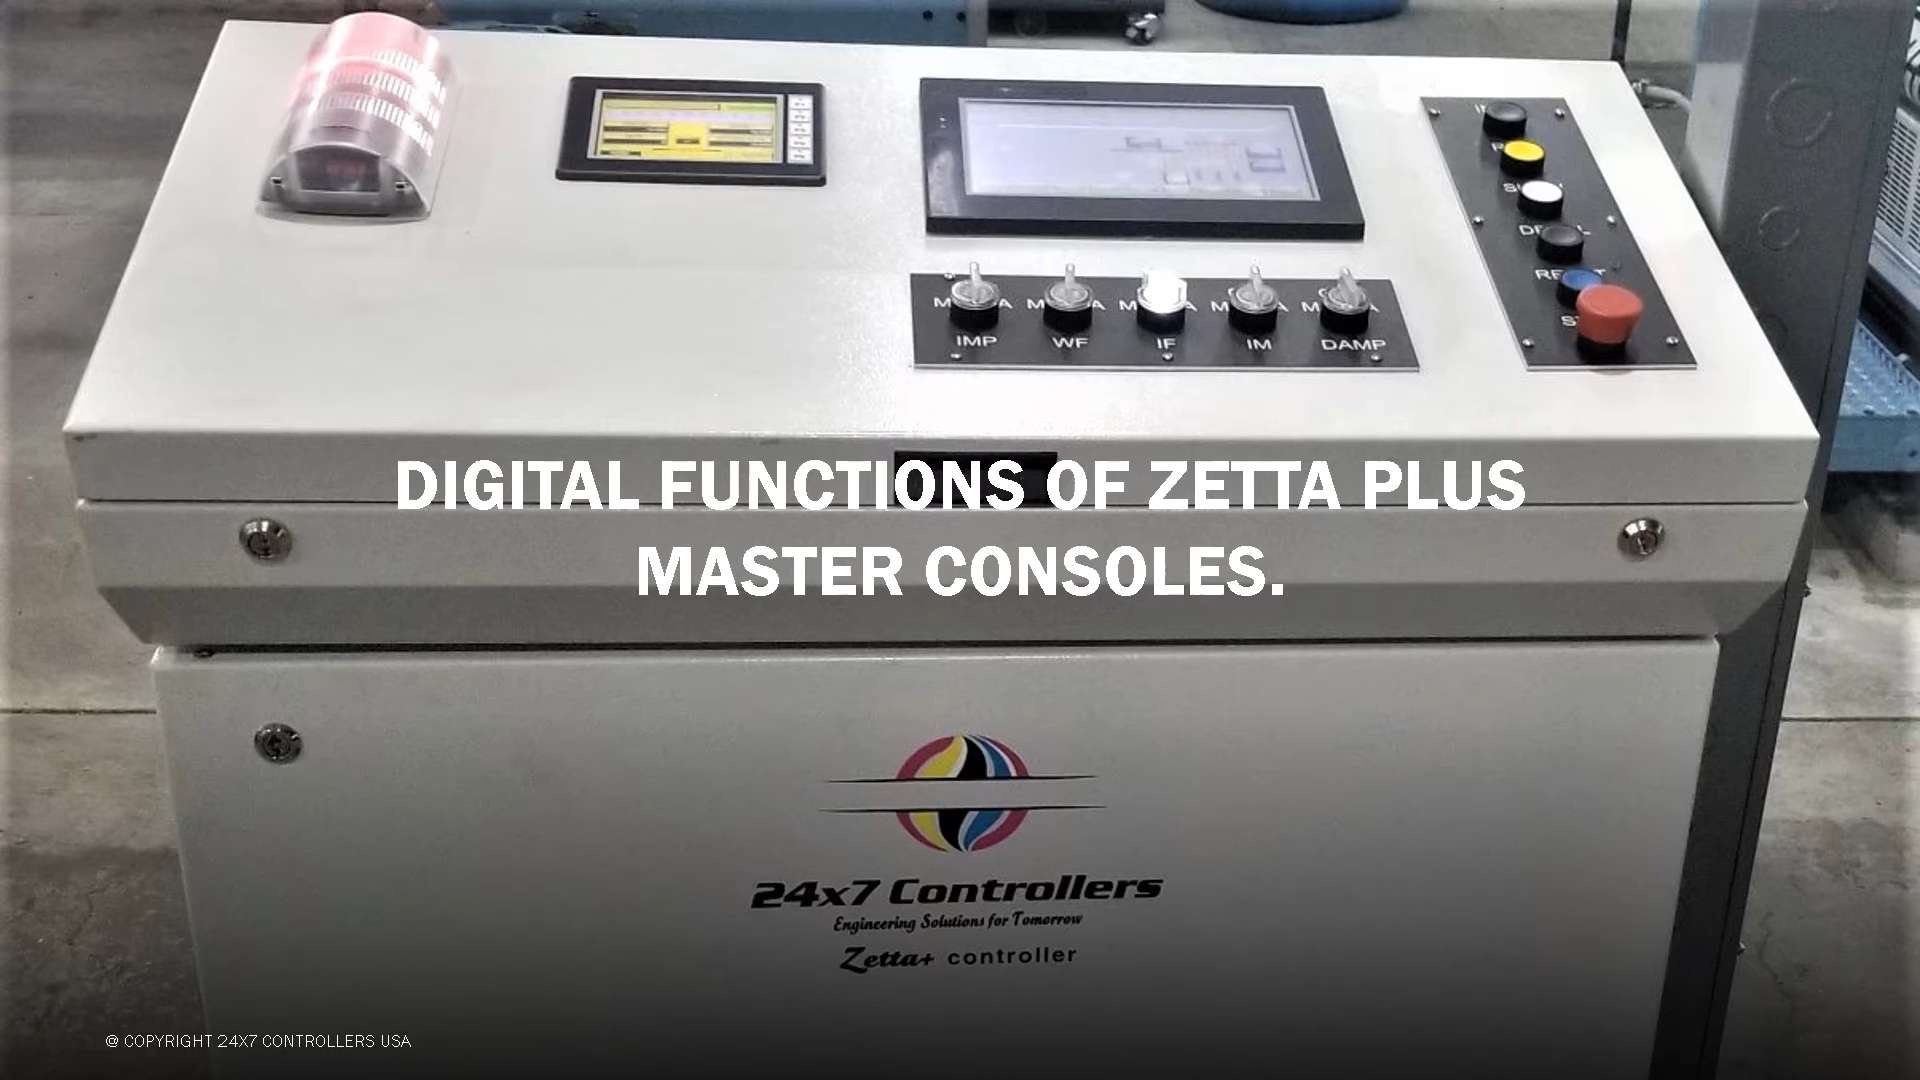 IMP WF IF IM DAMP
DIGITAL FUNCTIONS OF ZETTA PLUS
MASTER CONSOLES.
24x7 Controllers
Engineering Solutions for Tomorrow
Zetta+ controller
@ COPYRIGHT 24X7 CONTROLLERS USA